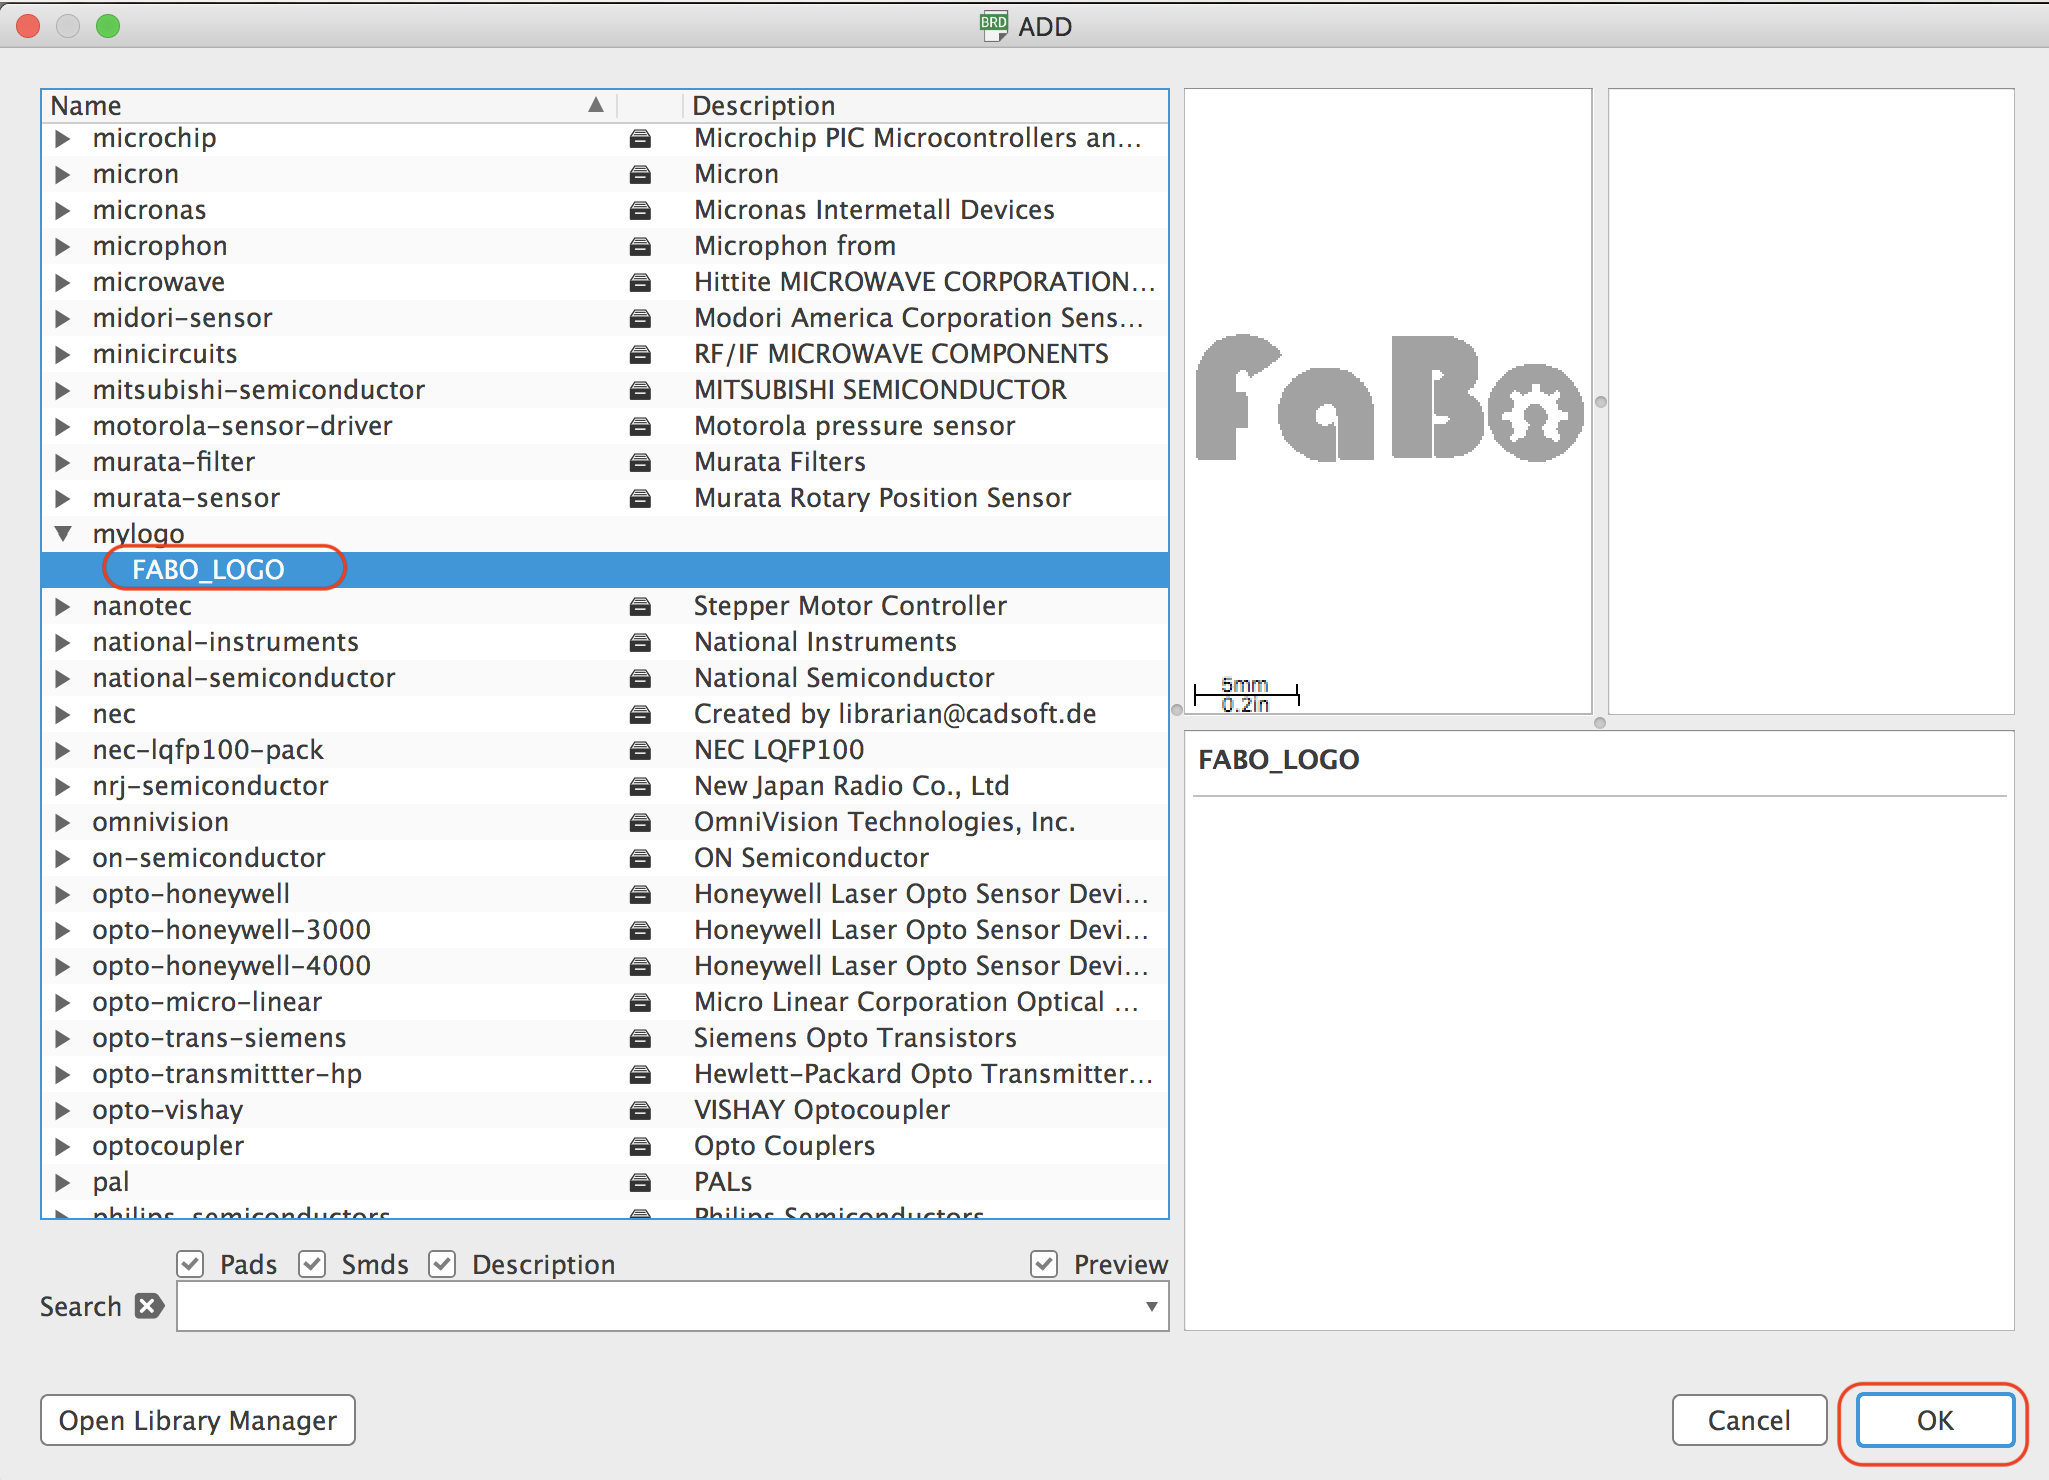 BRD ADD
Name Description
microchip Microchip PIC Microcontrollers an...
micron Micron
micronas Micronas Intermetall Devices
microphon Microphon from
microwave Hittite MICROWAVE CORPORATION...
midori-sensor Modori America Corporation Sens...
minicircuits RF/IF MICROWAVE COMPONENTS
mitsubishi-semiconductor MITSUBISHI SEMICONDUCTOR
motorola-sensor-driver Motorola pressure sensor
murata-filter Murata Filters
murata-sensor Murata Rotary Position Sensor
mylogo
FABO_LOGO
nanotec Stepper Motor Controller
national-instruments National Instruments
national-semiconductor National Semiconductor
nec Created by librarian@cadsoft.de
nec-lqfp100-pack NEC LQFP100
nrj-semiconductor New Japan Radio Co., Ltd
omnivision OmniVision Technologies, Inc.
on-semiconductor ON Semiconductor
opto-honeywell Honeywell Laser Opto Sensor Devi...
opto-honeywell-3000 Honeywell Laser Opto Sensor Devi...
opto-honeywell-4000 Honeywell Laser Opto Sensor Devi...
opto-micro-linear Micro Linear Corporation Optical ...
opto-trans-siemens Siemens Opto Transistors
opto-transmittter-hp Hewlett-Packard Opto Transmitter...
opto-vishay VISHAY Optocoupler
optocoupler Opto Couplers
pal PALs
philips-semiconductors Philips Semiconductors
Pads Smds Description Preview
Search
Open Library Manager
FaBo
5mm
0.2in
FABO_LOGO
Cancel OK